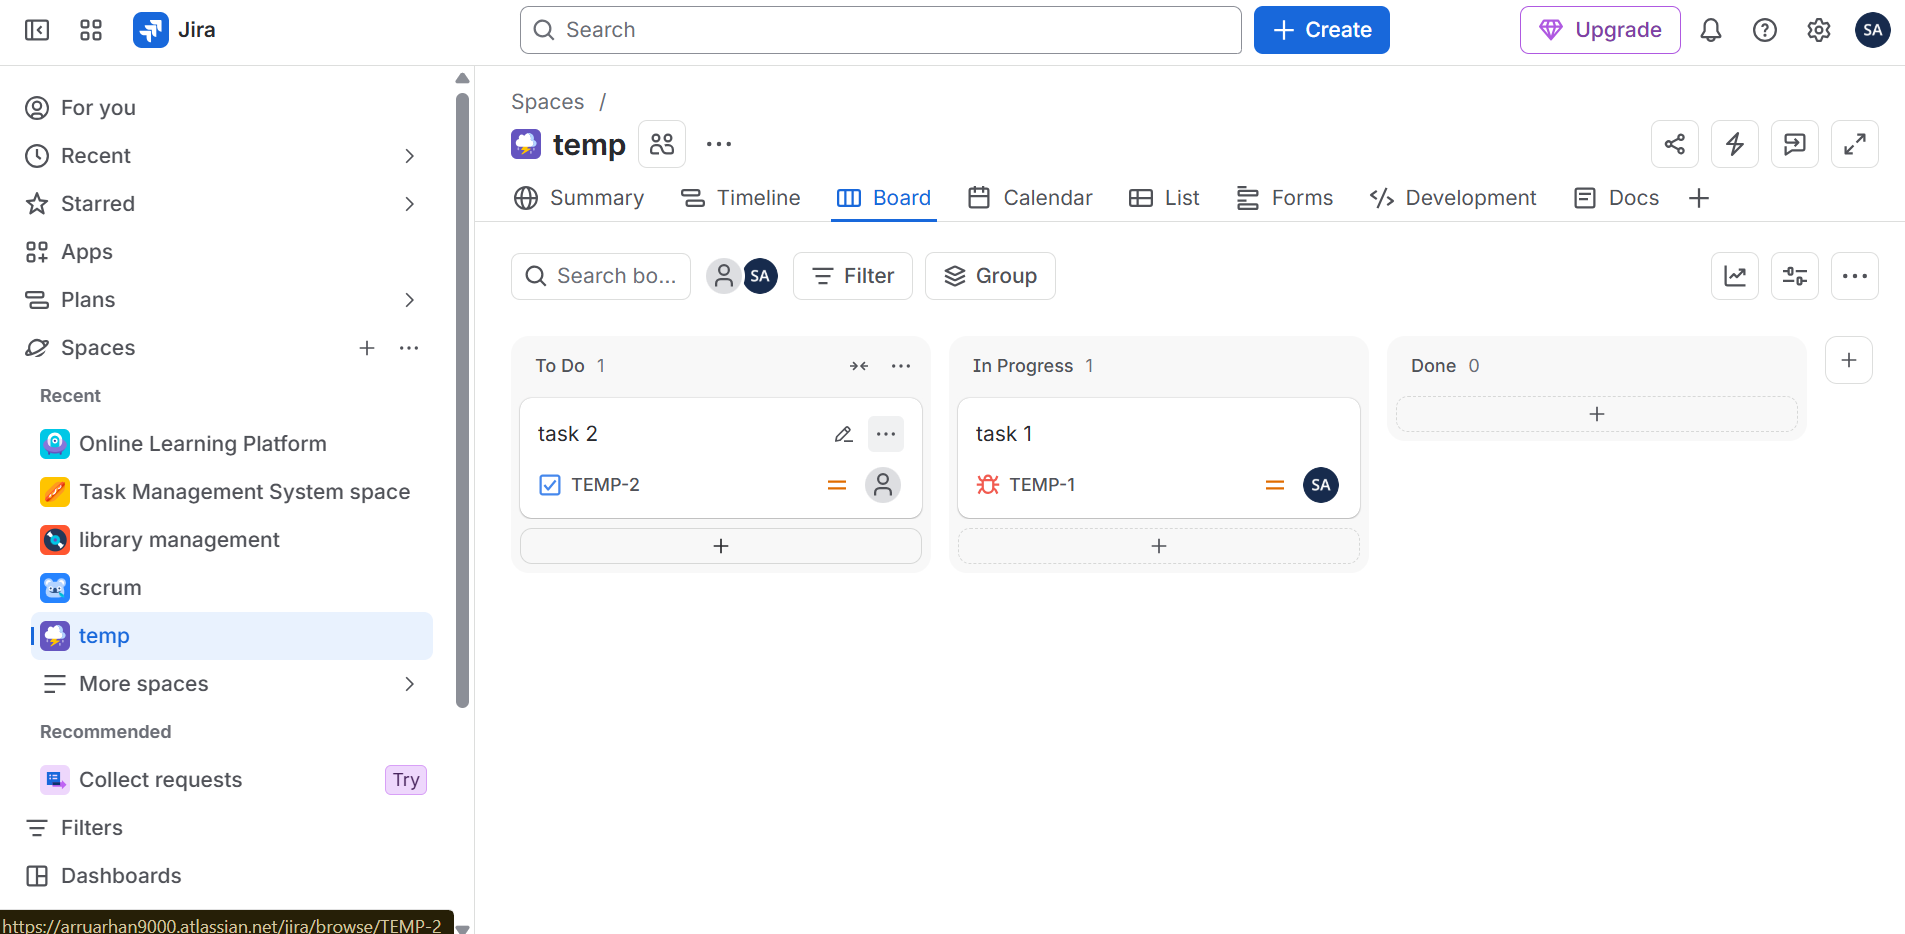 Jira
Search
Create
Upgrade
SA
For you
Recent
Starred
Apps
Plans
Spaces
Recent
Online Learning Platform
Task Management System space
library management
scrum
temp
More spaces
Recommended
Collect requests
Try
Filters
Dashboards
https://arruarhan9000.atlassian.net/jira/browse/TEMP-2
Spaces /
temp
Summary
Timeline
Board
Calendar
List
Forms
Development
Docs
Search bo...
SA
Filter
Group
To Do 1
task 2
TEMP-2
In Progress 1
task 1
TEMP-1
SA
Done 0